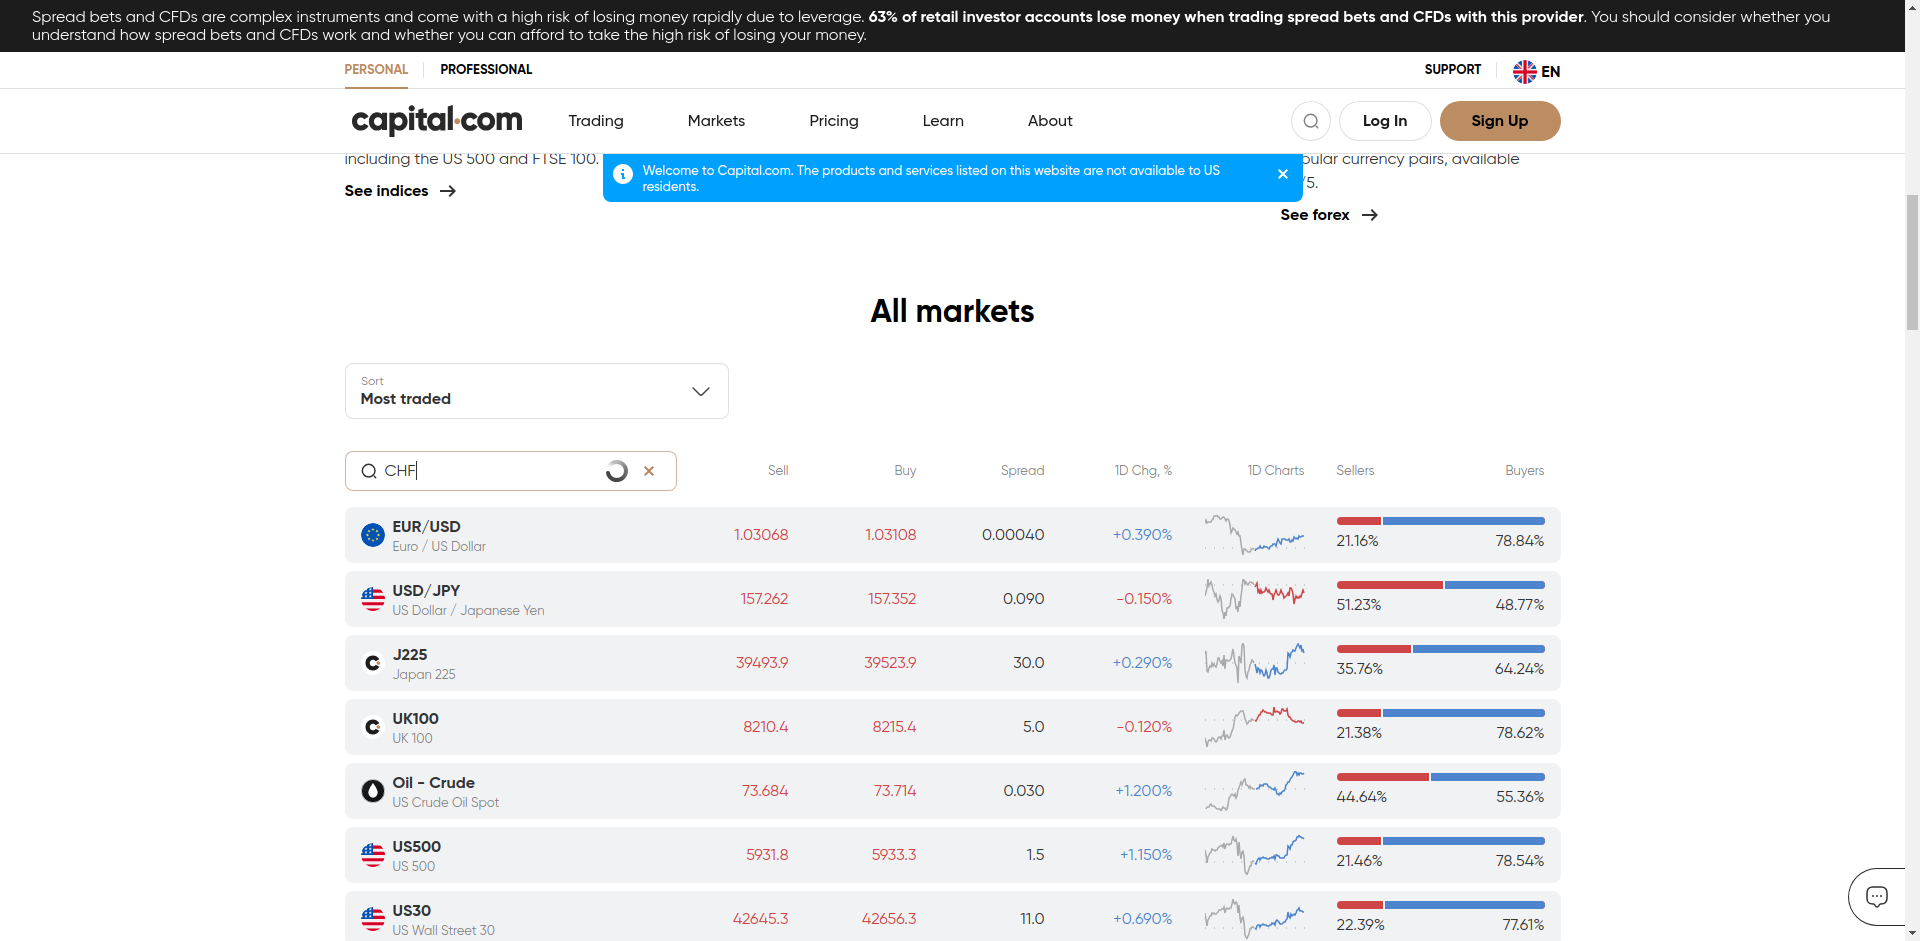 Spread bets and CFDs are complex instruments and come with a high risk of losing money rapidly due to leverage. 63% of retail investor accounts lose money when trading spread bets and CFDs with this provider. You should consider whether you
understand how spread bets and CFDs work and whether you can afford to take the high risk of losing your money.
PERSONAL PROFESSIONAL SUPPORT EN
capital.com Trading Markets Pricing Learn About Log In Sign Up
including the US 500 and FTSE 100. pular currency pairs, available
Welcome to Capital.com. The products and services listed on this website are not available to US
residents.
/5.
See indices
See forex
All markets
Sort
Most traded
CHF Sell Buy Spread 1D Chg, % 1D Charts Sellers Buyers
EUR/USD
Euro / US Dollar
1.03068 1.03108 0.00040 +0.390% 21.16% 78.84%
USD/JPY
US Dollar / Japanese Yen
157.262 157.352 0.090 -0.150% 51.23% 48.77%
J225
Japan 225
39493.9 39523.9 30.0 +0.290% 35.76% 64.24%
UK100
UK 100
8210.4 8215.4 5.0 -0.120% 21.38% 78.62%
Oil - Crude
US Crude Oil Spot
73.684 73.714 0.030 +1.200% 44.64% 55.36%
US500
US 500
5931.8 5933.3 1.5 +1.150% 21.46% 78.54%
US30
US Wall Street 30
42645.3 42656.3 11.0 +0.690% 22.39% 77.61%